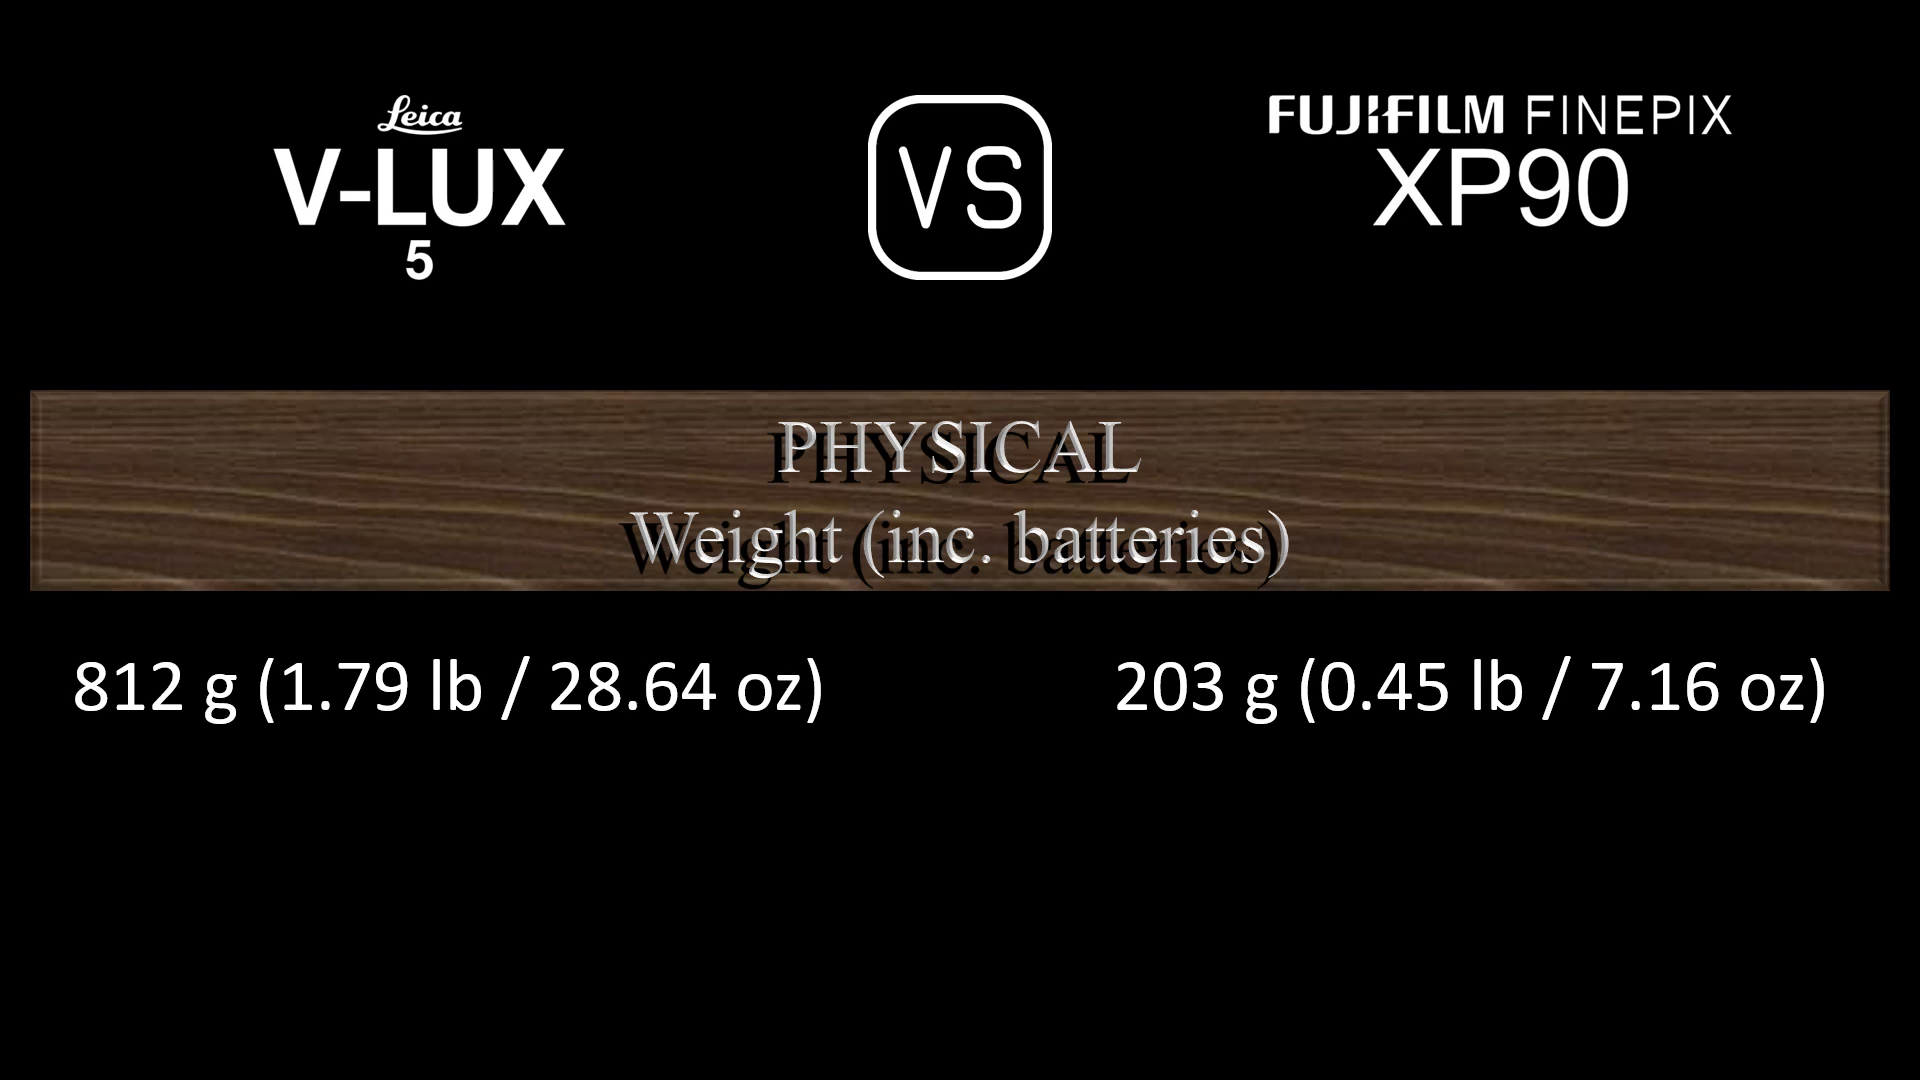 Leica
V-LUX
5
VS
FUJIFILM FINEPIX
XP90
PHYSICAL
Weight (inc. batteries)
812 g (1.79 lb / 28.64 oz)
203 g (0.45 lb / 7.16 oz)